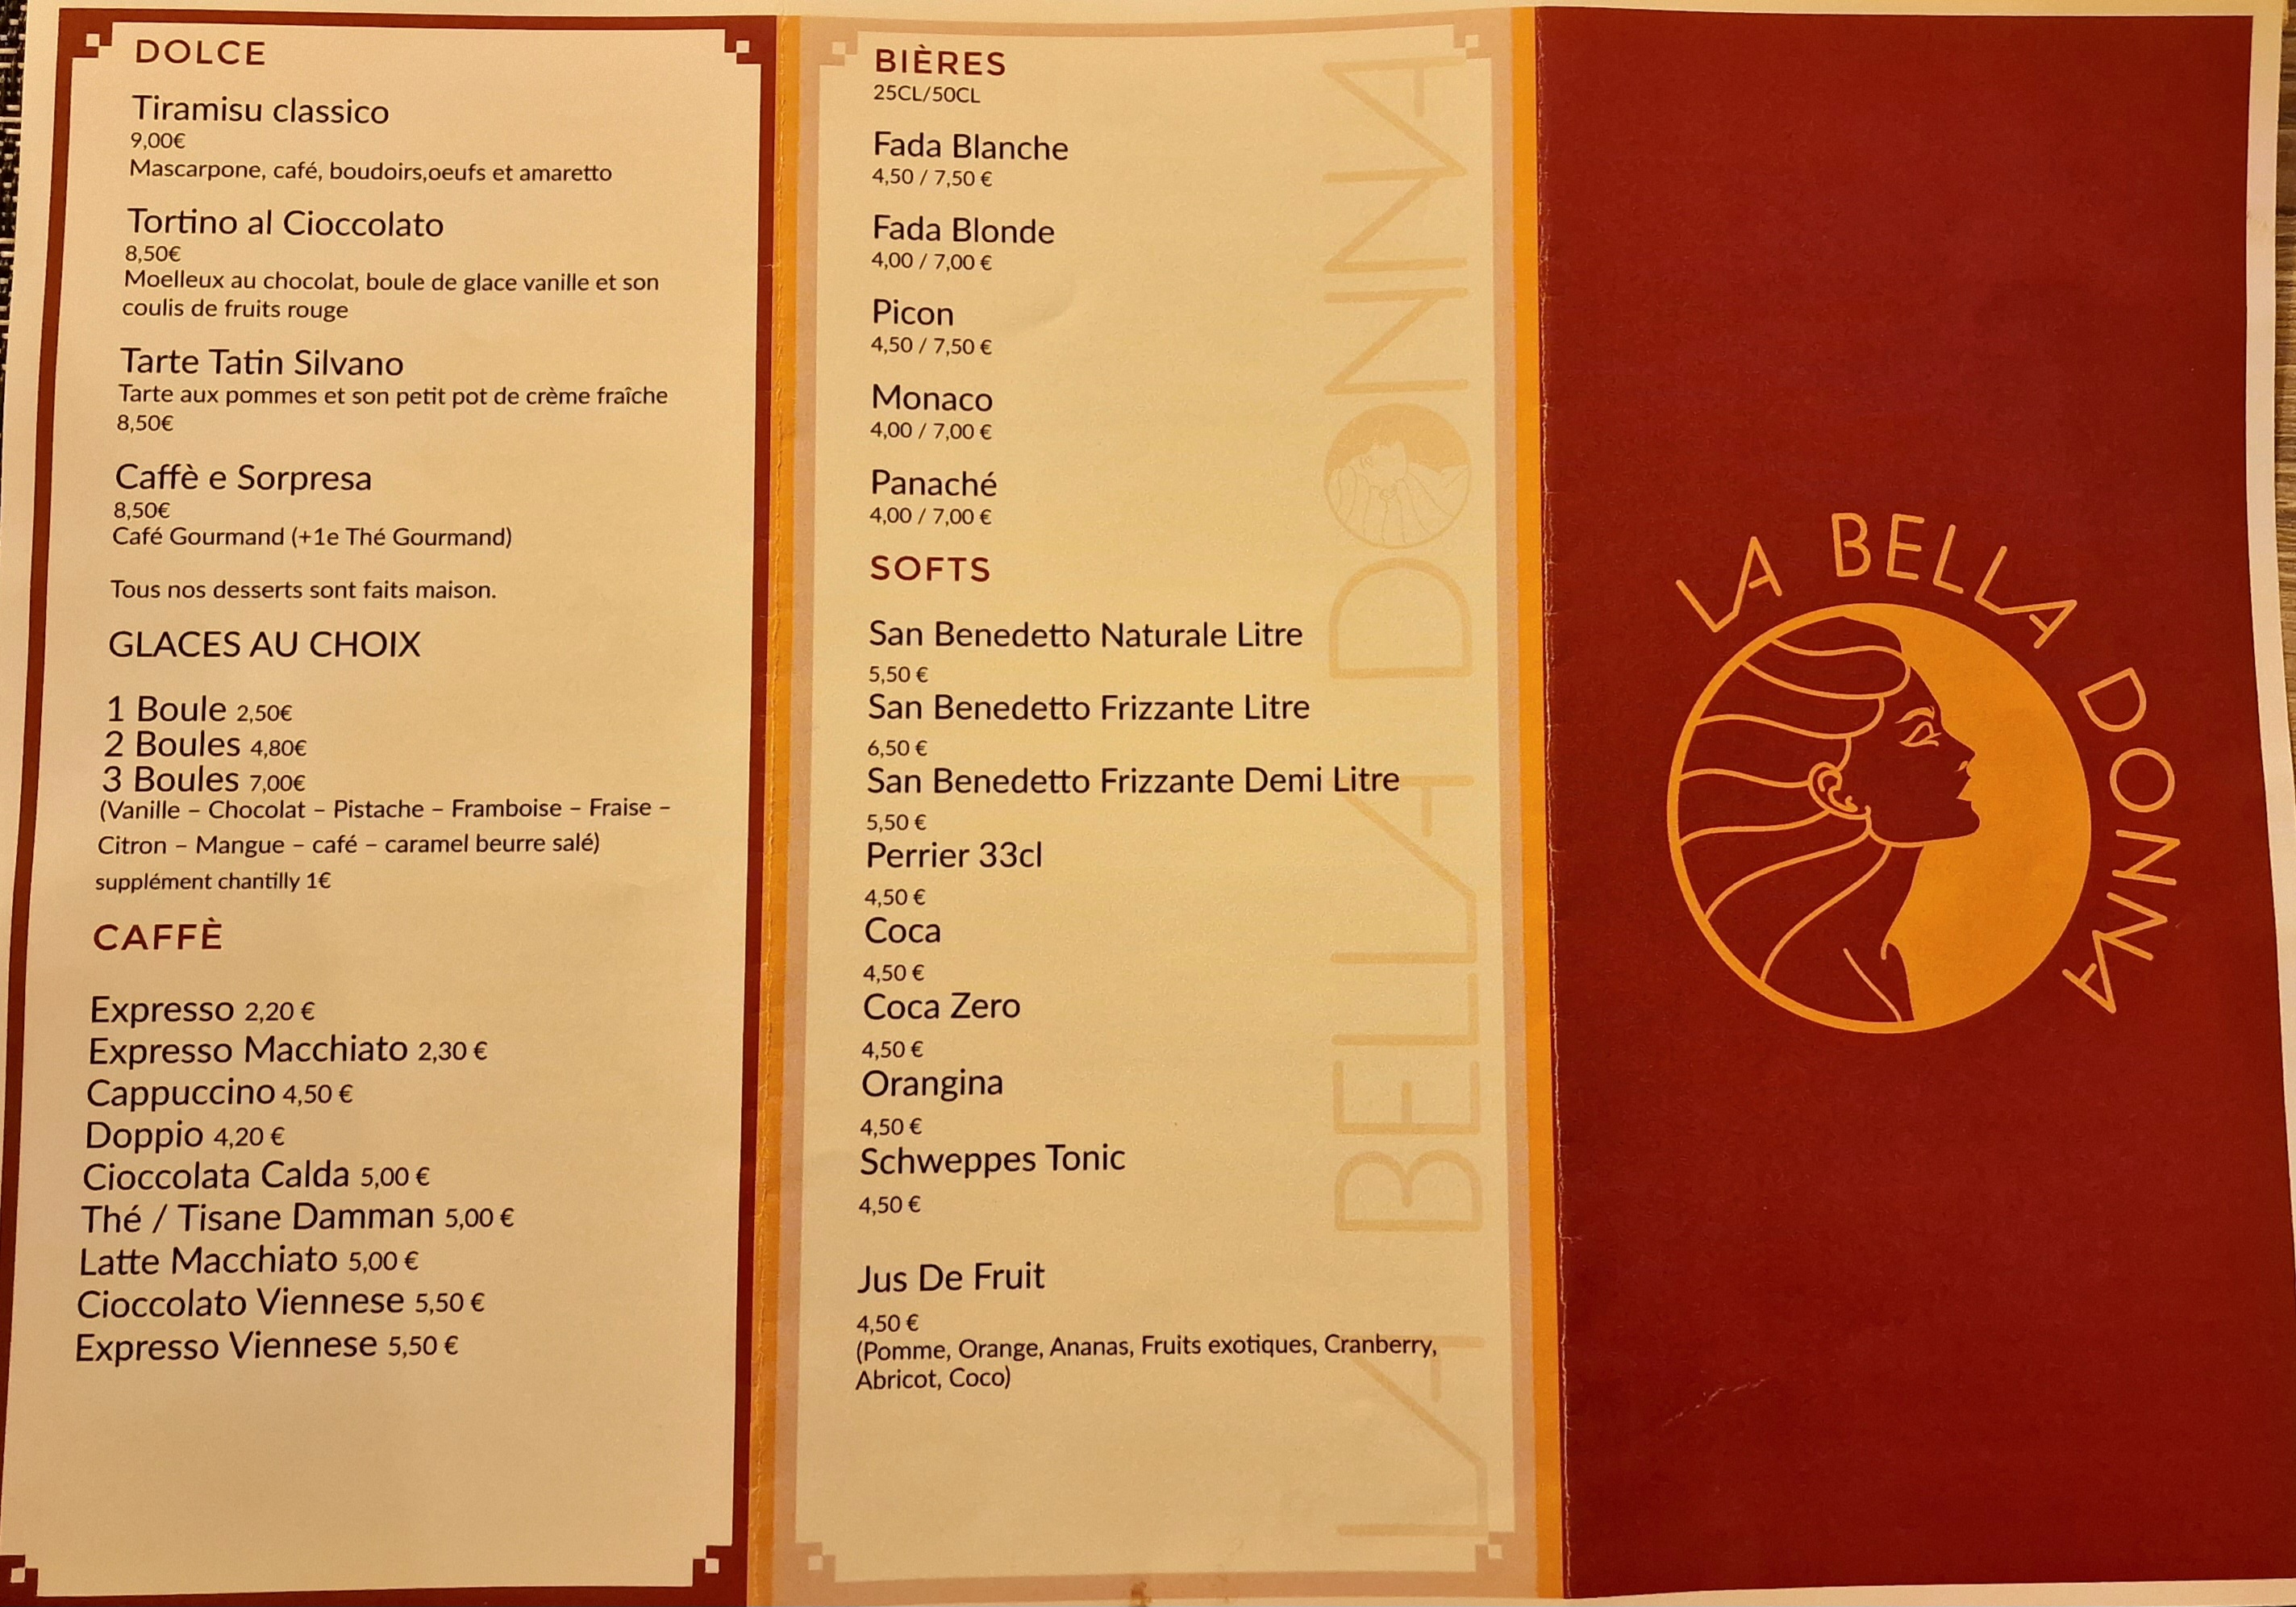 DOLCE
Tiramisu classico
9,00€
Mascarpone, café, boudoirs,oeufs et amaretto
Tortino al Cioccolato
8,50€
Moelleux au chocolat, boule de glace vanille et son
coulis de fruits rouge
Tarte Tatin Silvano
Tarte aux pommes et son petit pot de crème fraîche
8,50€
Caffè e Sorpresa
8,50€
Café Gourmand (+1e Thé Gourmand)
Tous nos desserts sont faits maison.
GLACES AU CHOIX
1 Boule 2,50€
2 Boules 4,80€
3 Boules 7,00€
(Vanille – Chocolat – Pistache – Framboise – Fraise –
Citron – Mangue – café – caramel beurre salé)
supplément chantilly 1€
CAFFÈ
Expresso 2,20 €
Expresso Macchiato 2,30 €
Cappuccino 4,50 €
Doppio 4,20 €
Cioccolata Calda 5,00 €
Thé / Tisane Damman 5,00 €
Latte Macchiato 5,00 €
Cioccolato Viennese 5,50 €
Expresso Viennese 5,50 €
BIÈRES
25CL/50CL
Fada Blanche
4,50 / 7,50 €
Fada Blonde
4,00 / 7,00 €
Picon
4,50 / 7,50 €
Monaco
4,00 / 7,00 €
Panaché
4,00 / 7,00 €
SOFTS
San Benedetto Naturale Litre
5,50 €
San Benedetto Frizzante Litre
6,50 €
San Benedetto Frizzante Demi Litre
5,50 €
Perrier 33cl
4,50 €
Coca
4,50 €
Coca Zero
4,50 €
Orangina
4,50 €
Schweppes Tonic
4,50 €
Jus De Fruit
4,50 €
(Pomme, Orange, Ananas, Fruits exotiques, Cranberry,
Abricot, Coco)
LA BELLA DONNA
LA BELLA DONNA